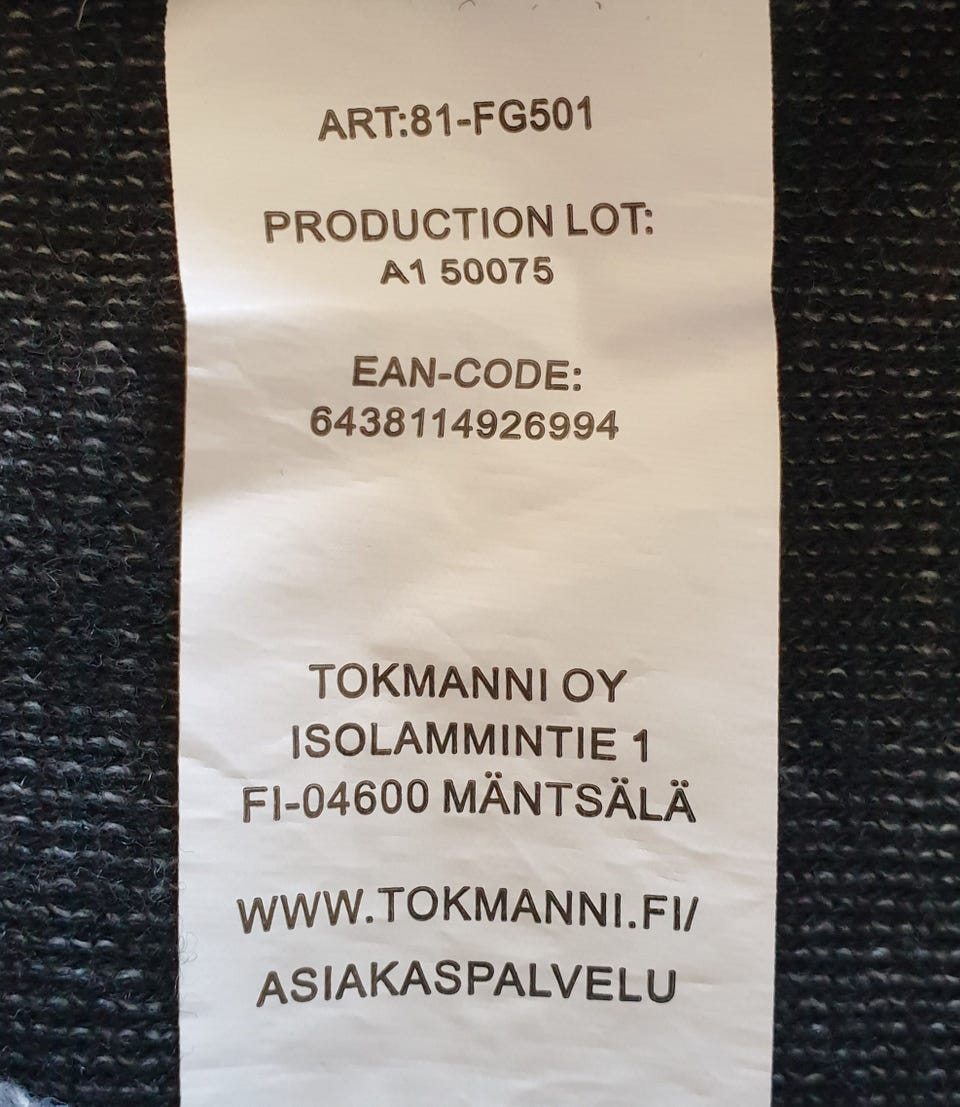 ART:81-FG501
PRODUCTION LOT:
A1 50075
EAN-CODE:
6438114926994
TOKMANNI OY
ISOLAMMINTIE 1
FI-04600 MÄNTSÄLÄ
WWW.TOKMANNI.FI/
ASIAKASPALVELU